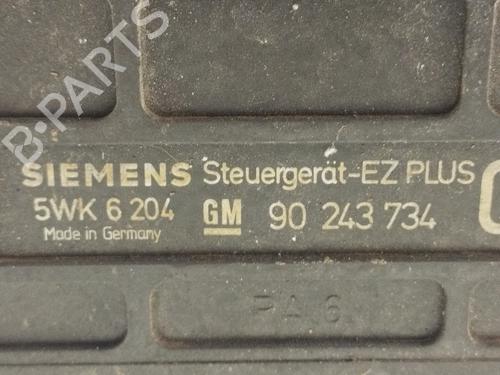 B-PARTS
SIEMENS Steuergerät-EZ PLUS
5WK 6 204 GM 90 243 734
Made in Germany
PA 6